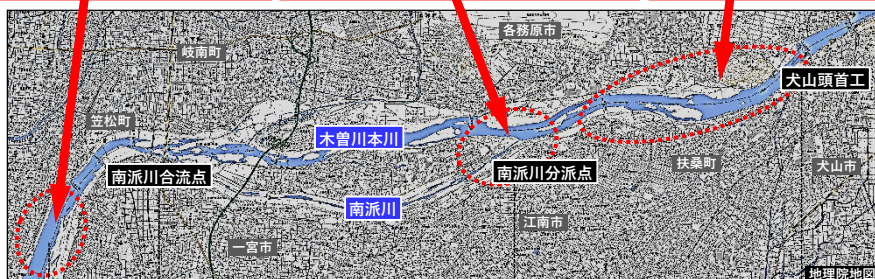 各務原市
岐南町
犬山頭首工
笠松町
木曽川本川
南派川合流点
南派川分派点
扶桑町
犬山市
南派川
江南市
一宮市
地理院地図